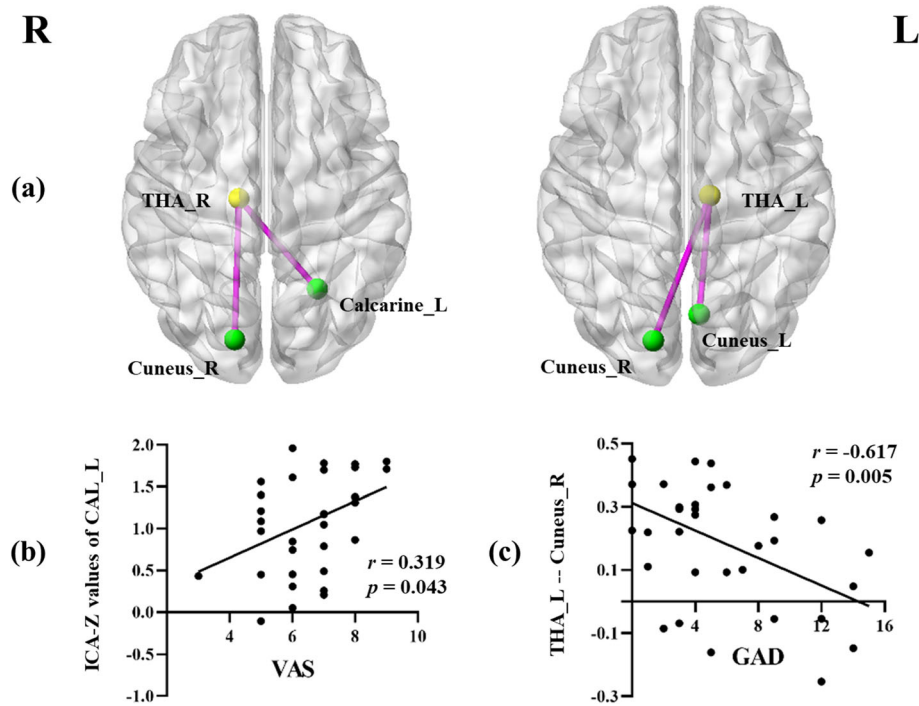 R
L
(a)
THA_R
THA_L
Calcarine_L
Cuneus_R
Cuneus_L
Cuneus_R
(b)
ICA-Z values of CAL_L
2.0
1.5
1.0
0.5
0.0
-0.5
-1.0
4
6
8
10
VAS
r = 0.319
p = 0.043
(c)
THA_L -- Cuneus_R
0.5
0.3
0.1
-0.1
-0.3
4
8
12
16
GAD
r = -0.617
p = 0.005